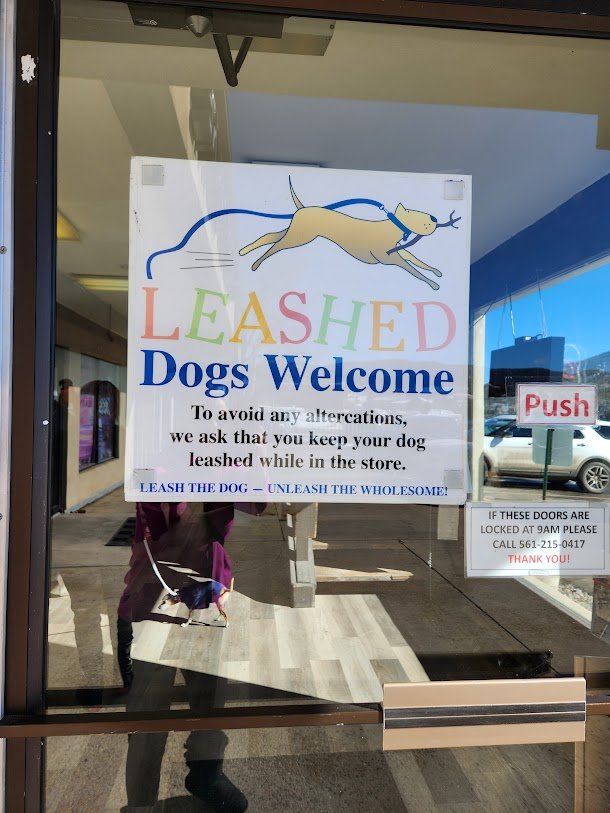 LEASHED
Dogs Welcome
To avoid any altercations,
we ask that you keep your dog
leashed while in the store.
LEASH THE DOG — UNLEASH THE WHOLESOME!
Push
IF THESE DOORS ARE
LOCKED AT 9AM PLEASE
CALL 561-215-0417
THANK YOU!